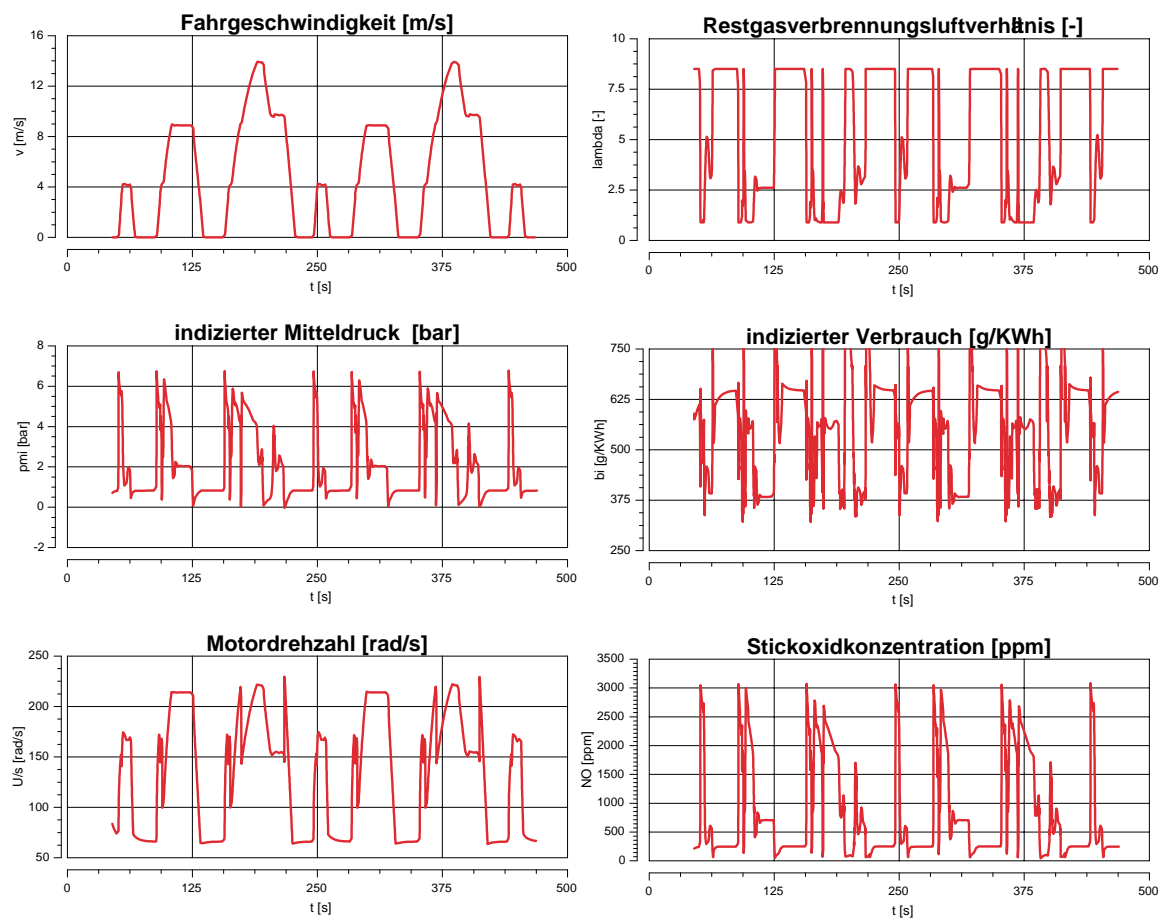 Fahrgeschwindigkeit [m/s]
16
12
8
4
0
v [m/s]
0 125 250 375 500
t [s]
Restgasverbrennungsluftverhältnis [-]
10
7.5
5
2.5
0
lambda [-]
0 125 250 375 500
t [s]
indizierter Mitteldruck [bar]
8
6
4
2
0
-2
pmi [bar]
0 125 250 375 500
t [s]
indizierter Verbrauch [g/KWh]
750
625
500
375
250
bi [g/KWh]
0 125 250 375 500
t [s]
Motordrehzahl [rad/s]
250
200
150
100
50
U/s [rad/s]
0 125 250 375 500
t [s]
Stickoxidkonzentration [ppm]
3500
3000
2500
2000
1500
1000
500
0
NO [ppm]
0 125 250 375 500
t [s]